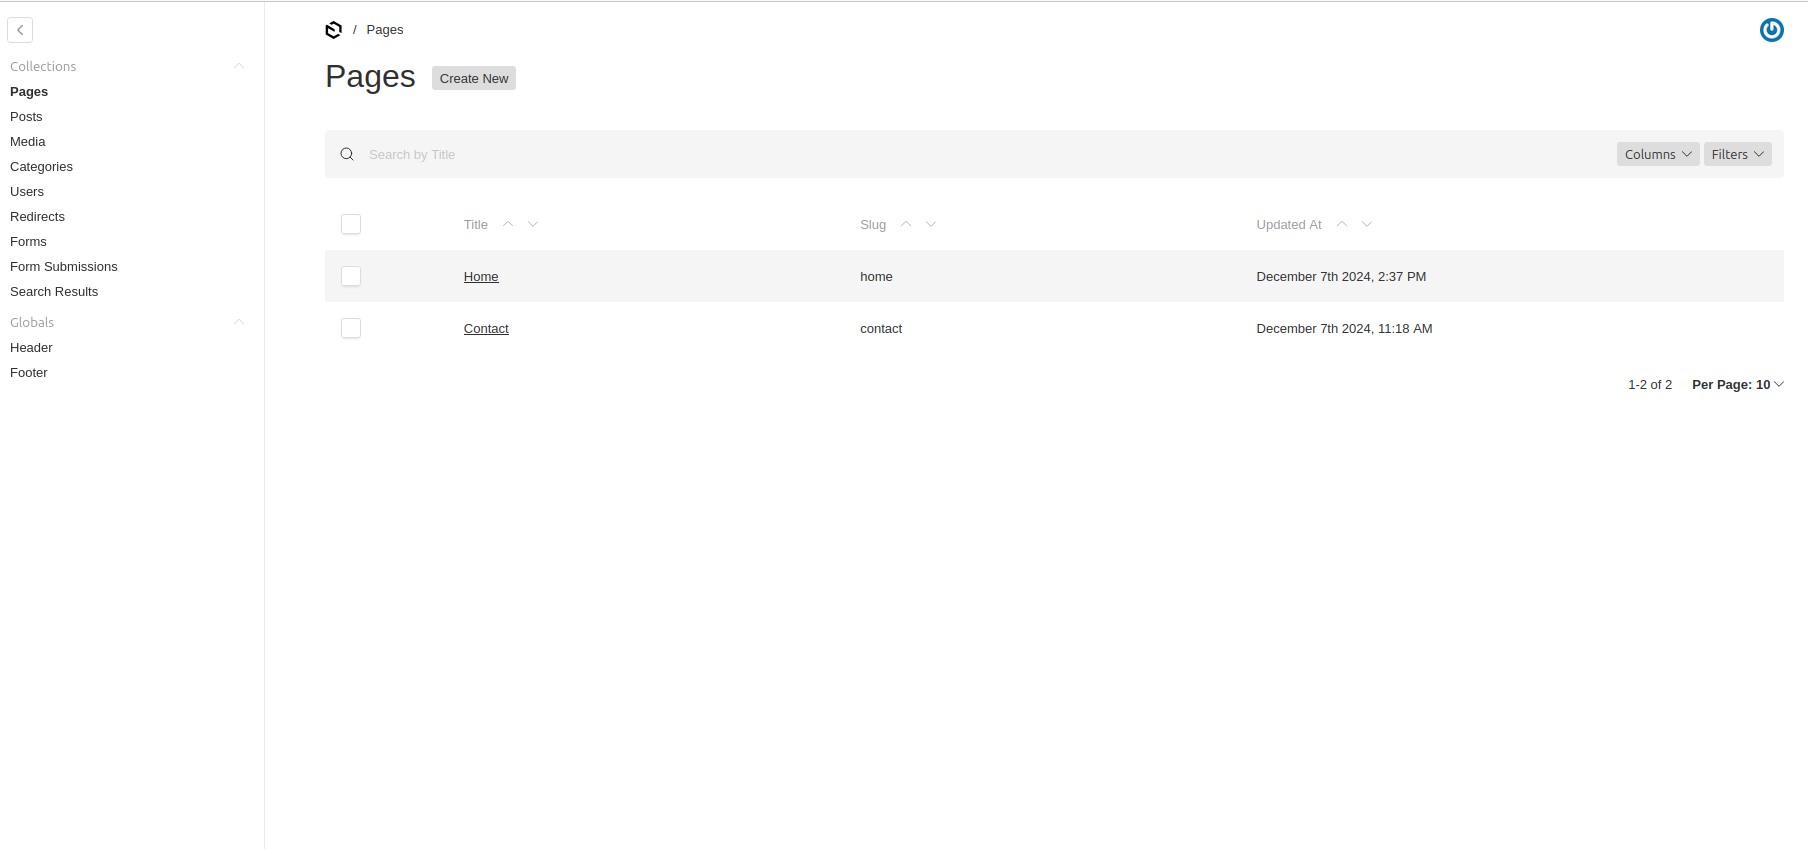 / Pages
Pages Create New
Search by Title Columns Filters
Collections
Pages
Posts
Media
Categories
Users
Redirects
Forms
Form Submissions
Search Results
Globals
Header
Footer
Title Slug Updated At
Home home December 7th 2024, 2:37 PM
Contact contact December 7th 2024, 11:18 AM
1-2 of 2 Per Page: 10